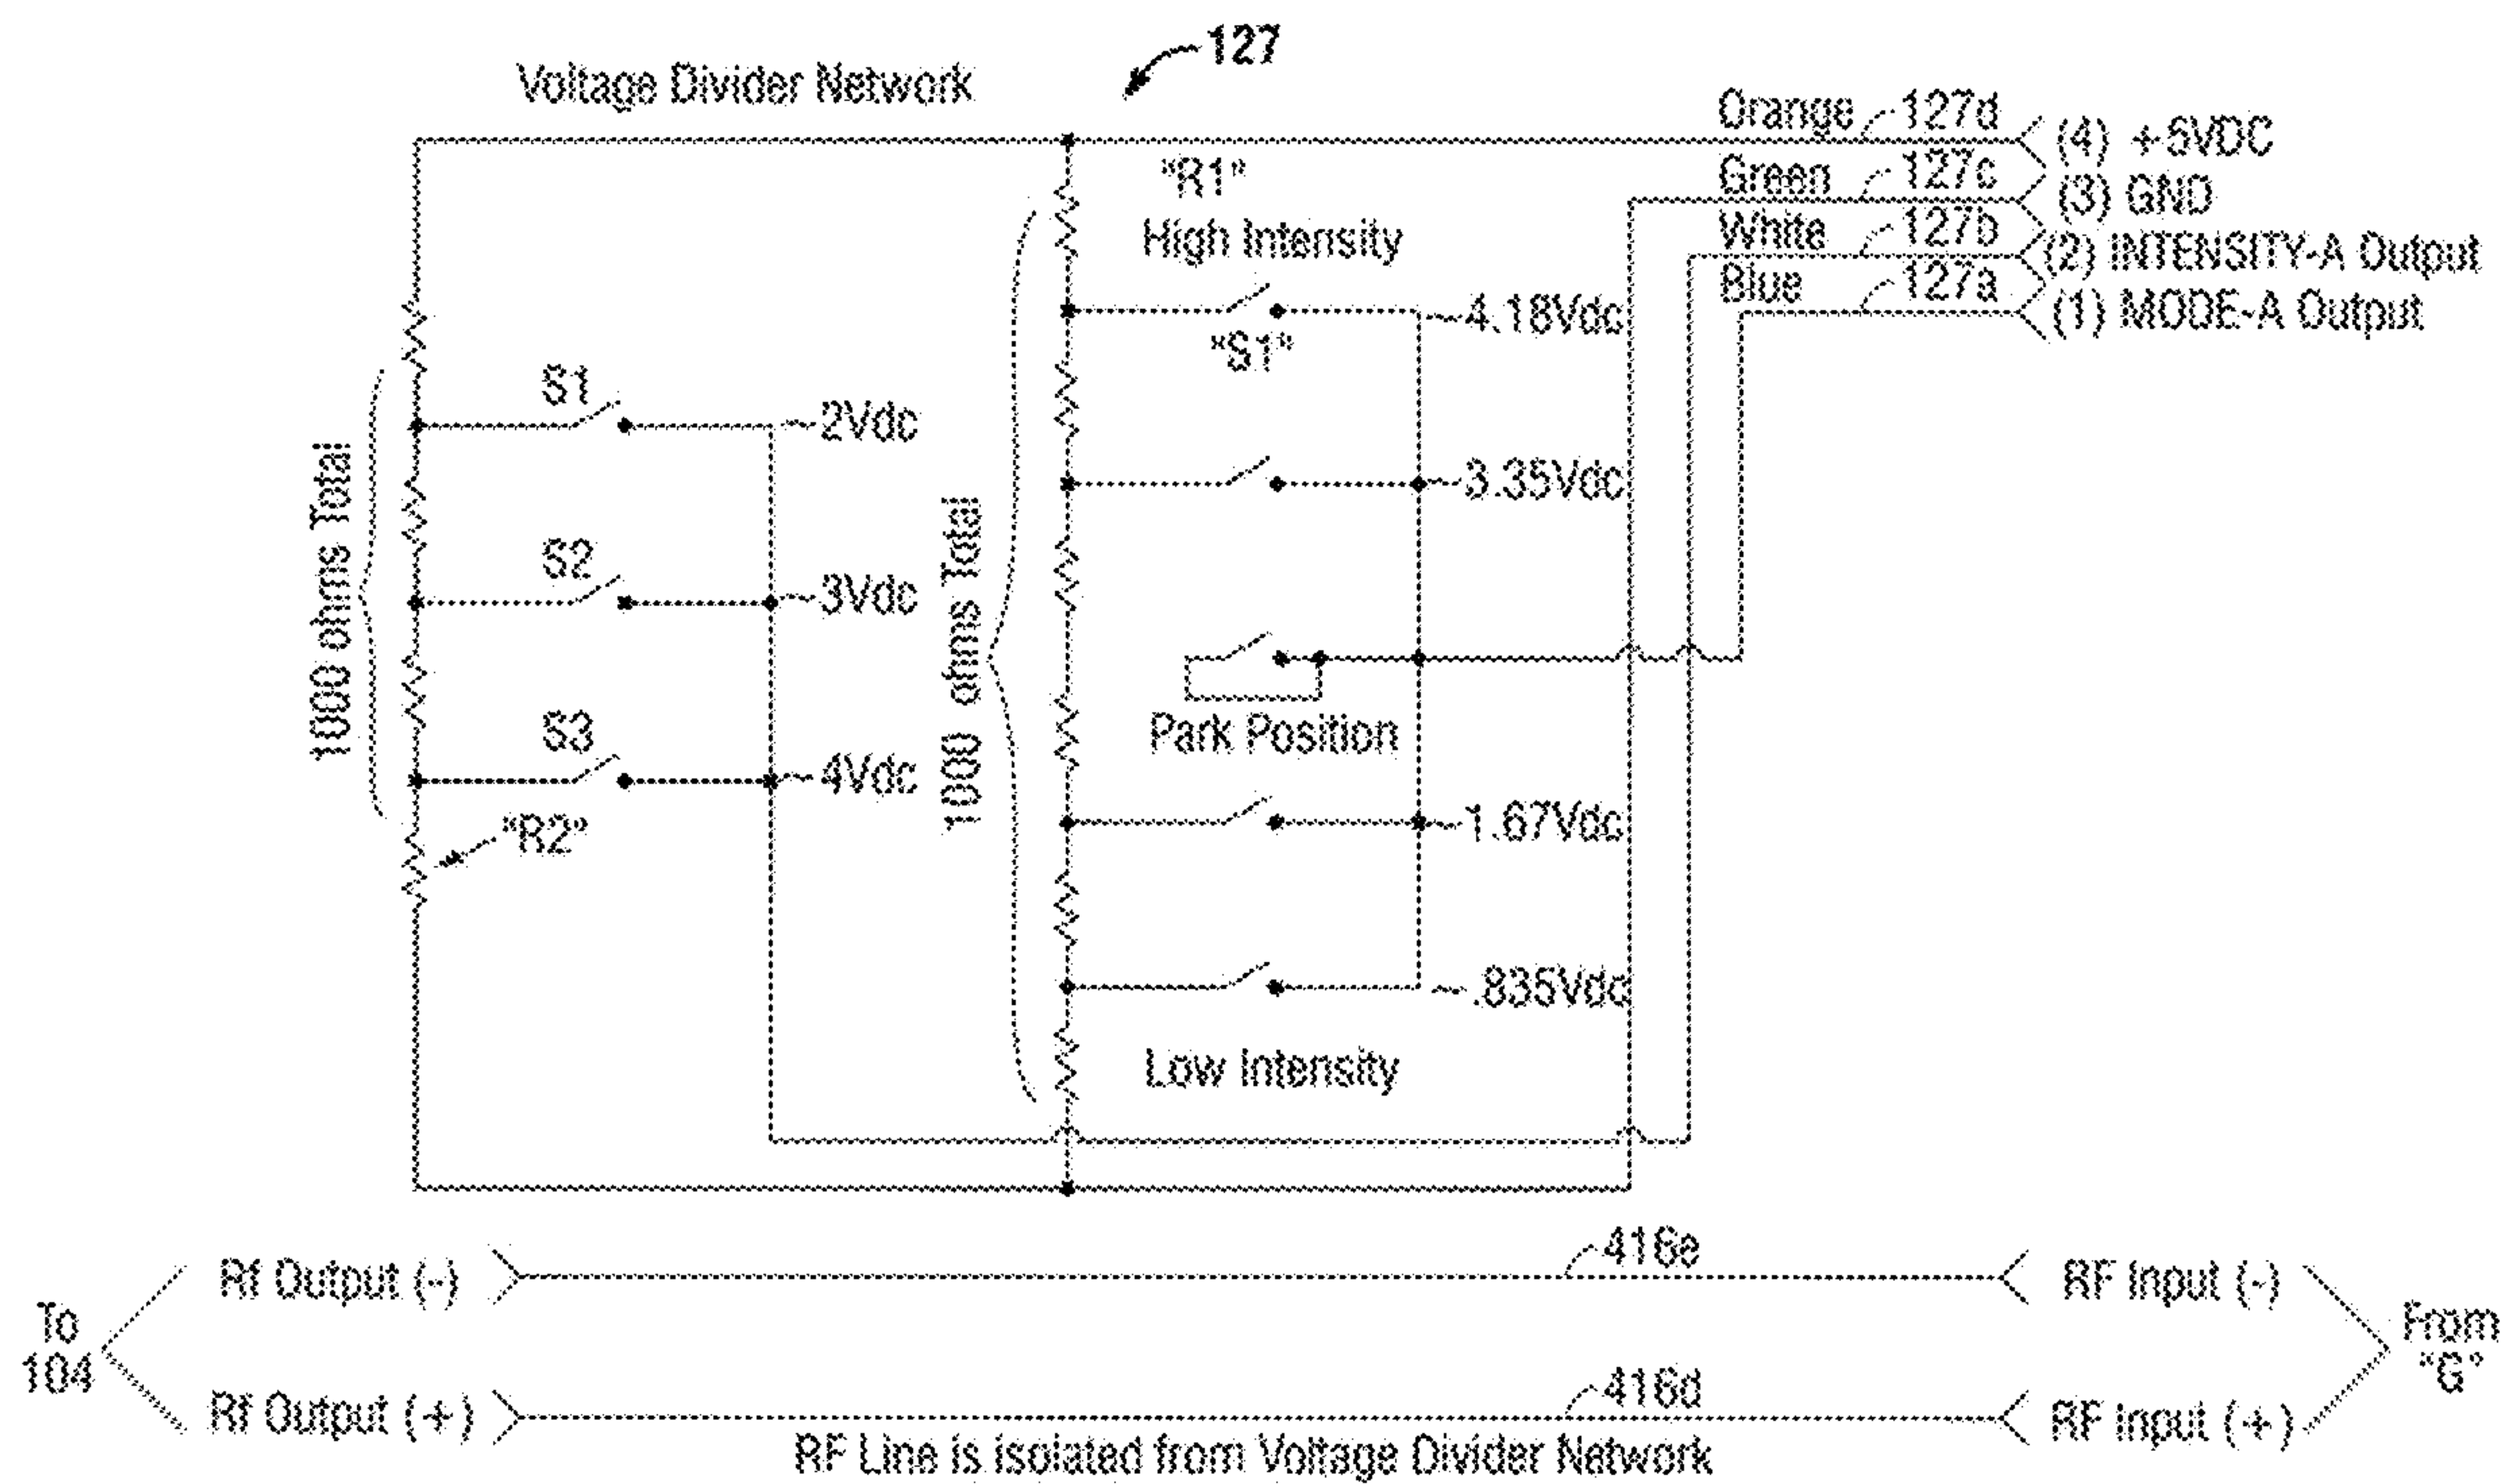 127
Voltage Divider Network
Orange 127d (4) +5VDC
Green 127c (3) GND
White 127b (2) INTENSITY-A Output
Blue 127a (1) MODE-A Output
"R1"
High Intensity
4.18Vdc
"S1"
S1
2Vdc
3.35Vdc
S2
3Vdc
1000 ohms Total
1000 ohms Total
S3
4Vdc
Park Position
"R2"
1.67Vdc
.835Vdc
Low Intensity
416e
Rf Output (-)
RF Input (-)
To
104
From
"G"
416d
Rf Output (+)
RF Input (+)
RF Line is isolated from Voltage Divider Network